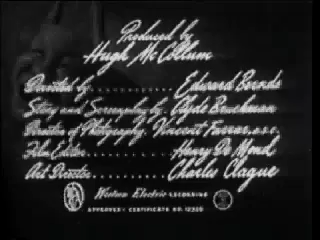 Produced by
Hugh McCollum
Directed by............ Edward Bernds
Story and Screenplay by. Clyde Bruckman
Director of Photography. Vincent Farrar, a.s.c.
Film Editor............ Henry De Mond
Art Director............ Charles Clague
Western Electric RECORDING
APPROVED • CERTIFICATE NO. 12300